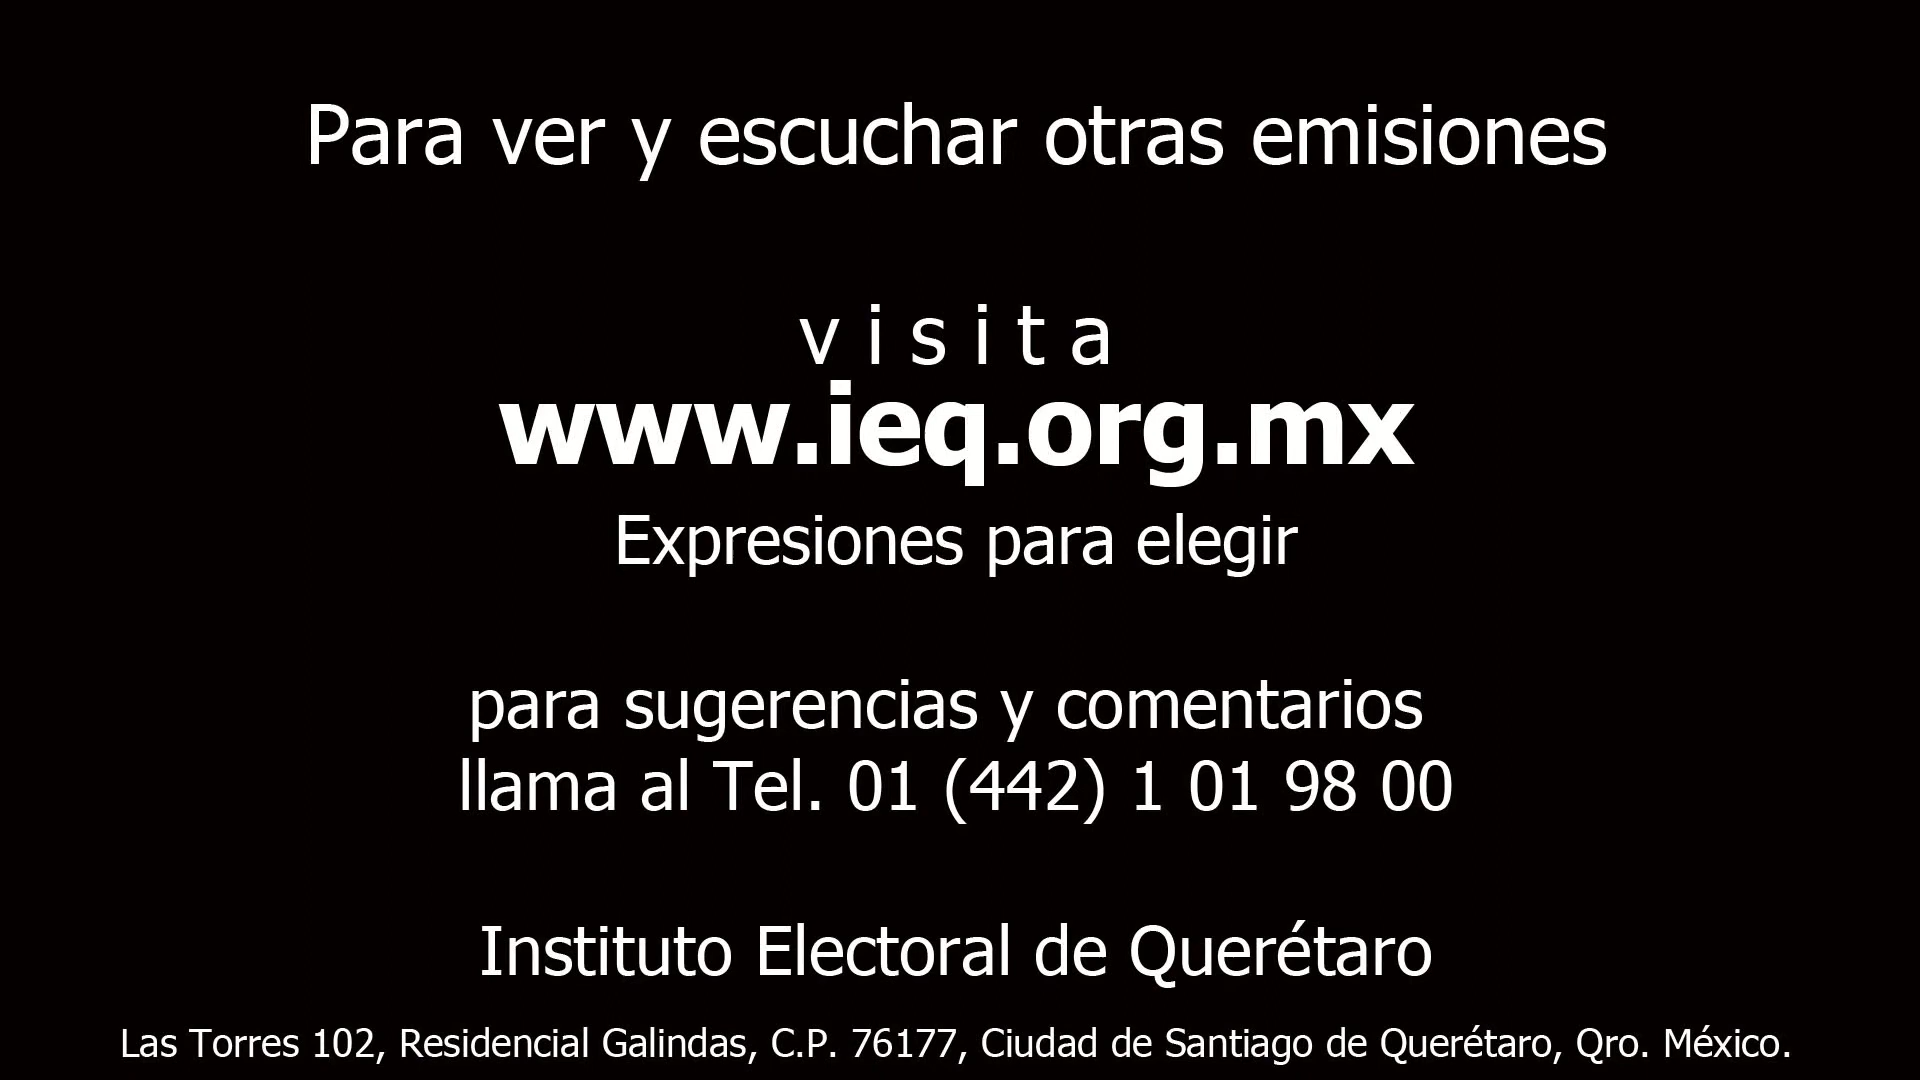 Para ver y escuchar otras emisiones
v i s i t a
www.ieq.org.mx
Expresiones para elegir
para sugerencias y comentarios
llama al Tel. 01 (442) 1 01 98 00
Instituto Electoral de Querétaro
Las Torres 102, Residencial Galindas, C.P. 76177, Ciudad de Santiago de Querétaro, Qro. México.